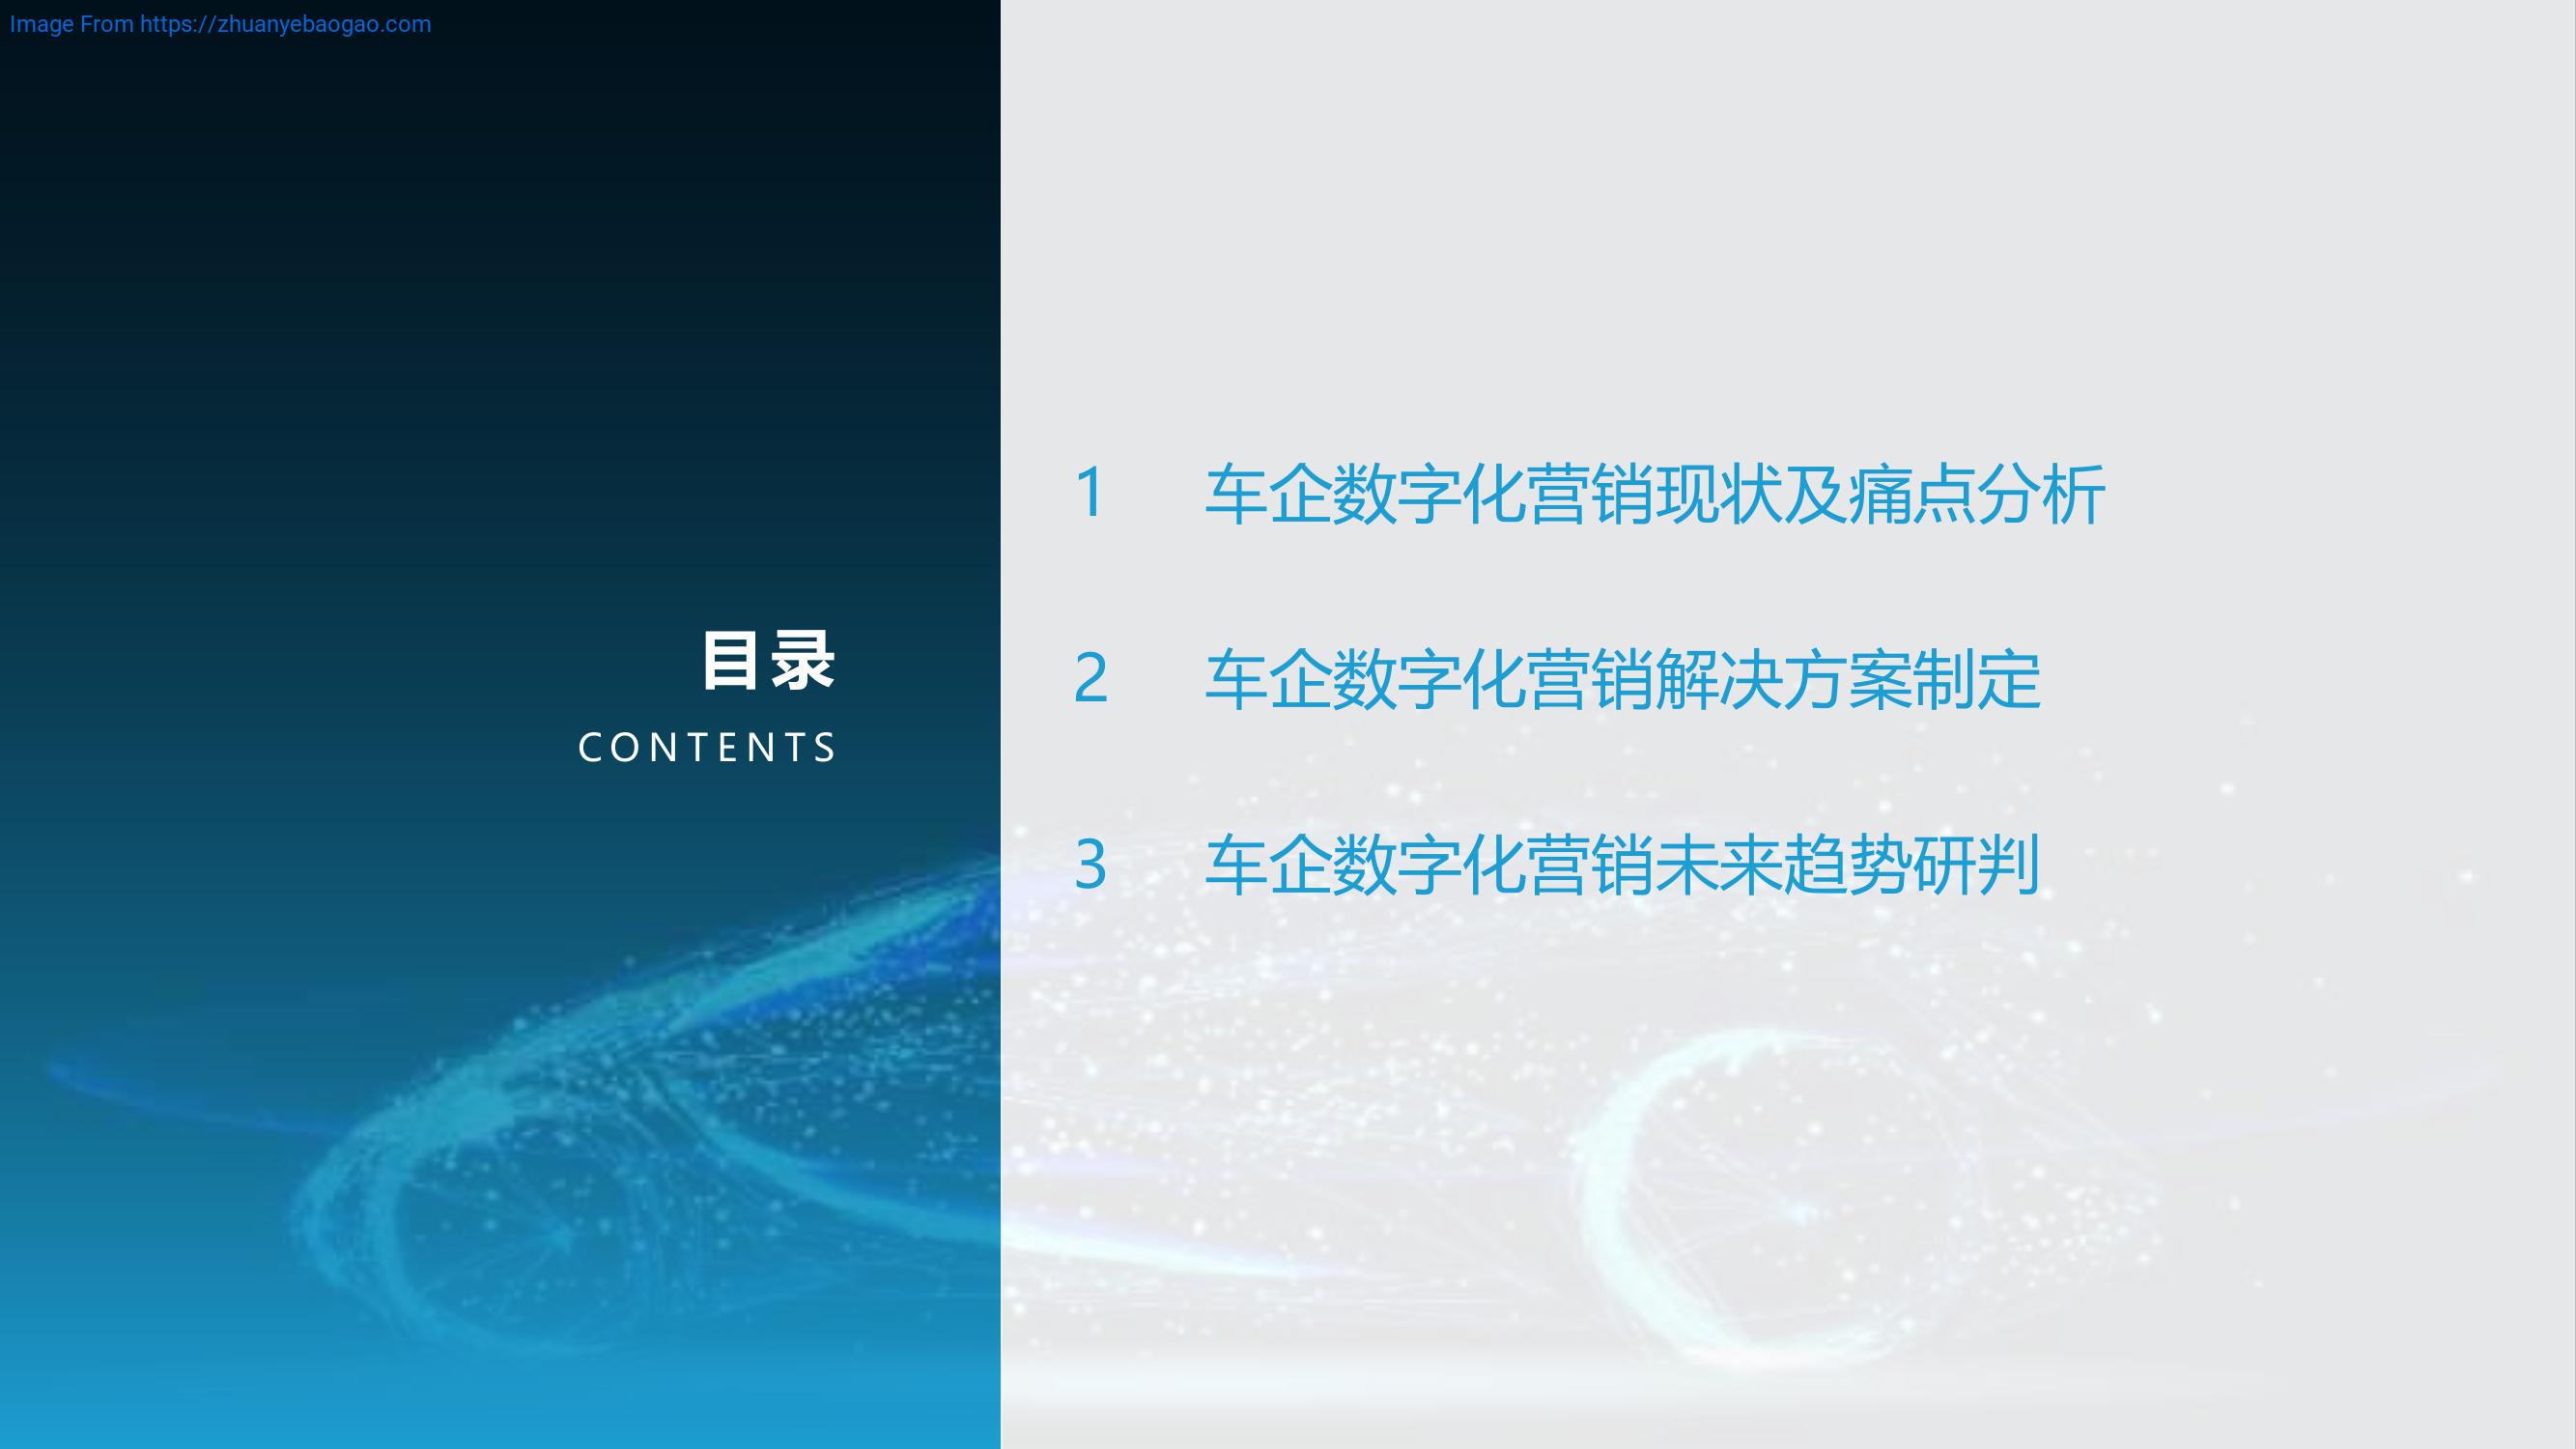 Image From https://zhuanyebaogao.com
目录
CONTENTS
1 车企数字化营销现状及痛点分析
2 车企数字化营销解决方案制定
3 车企数字化营销未来趋势研判